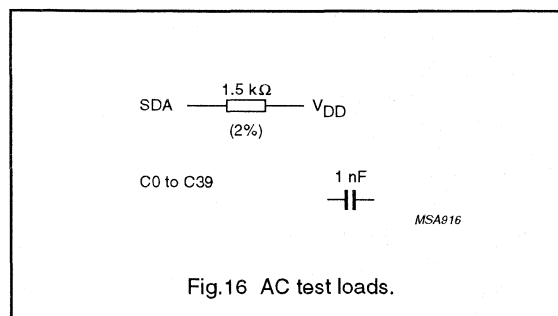 1.5 kΩ
SDA VDD
(2%)
C0 to C39
1 nF
MSA916
Fig.16 AC test loads.